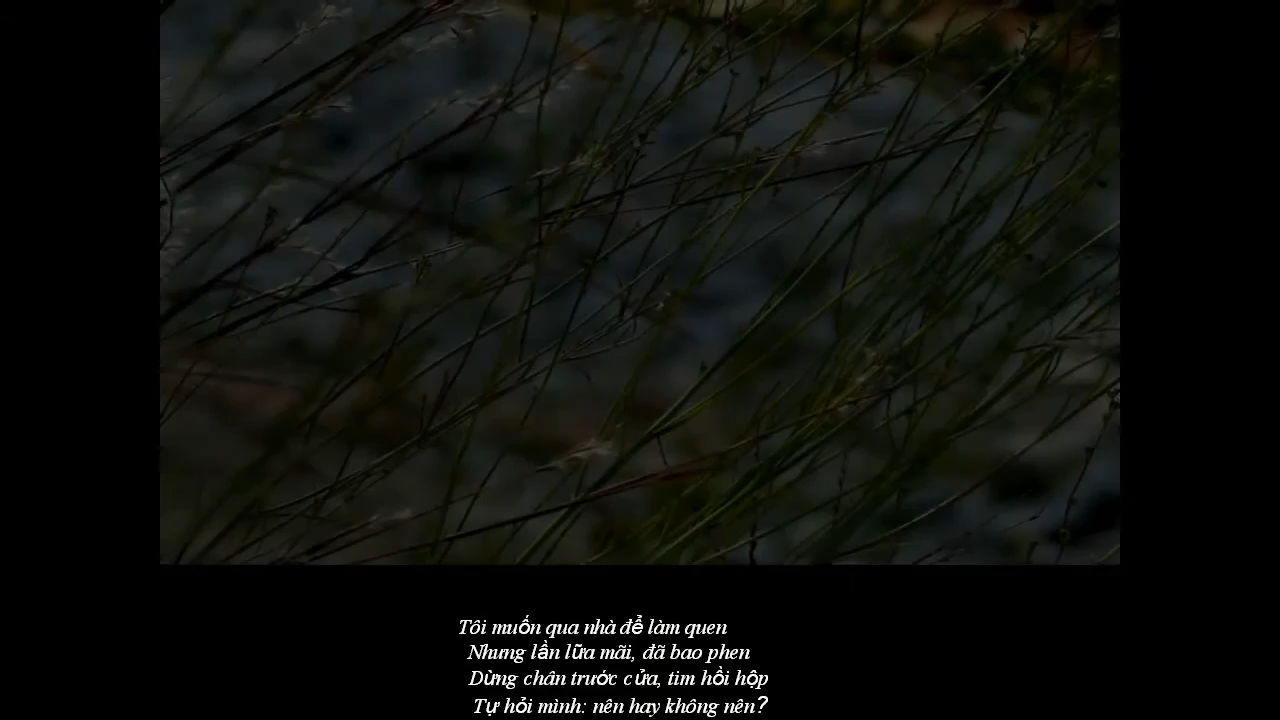 Tôi muốn qua nhà để làm quen
Nhưng lần lữa mãi, đã bao phen
Dừng chân trước cửa, tim hồi hộp
Tự hỏi mình: nên hay không nên?